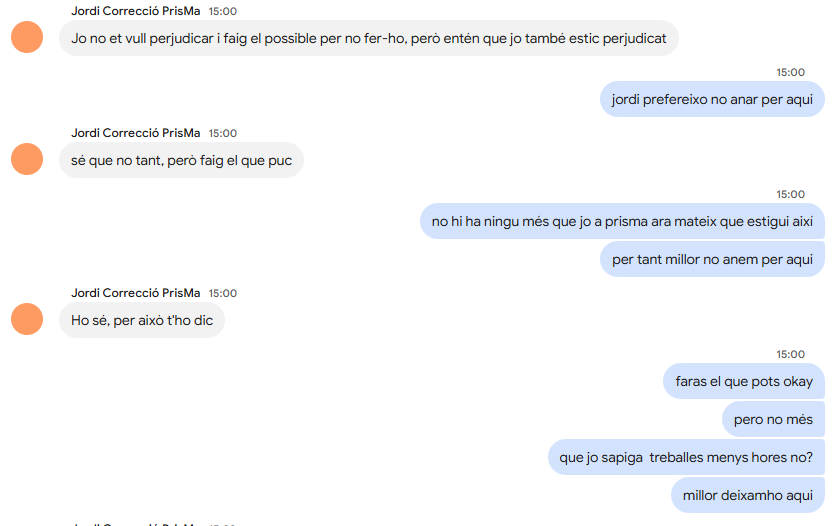 Jordi Correcció PrisMa 15:00
Jo no et vull perjudicar i faig el possible per no fer-ho, però entén que jo també estic perjudicat
15:00
jordi prefereixo no anar per aqui
Jordi Correcció PrisMa 15:00
sé que no tant, però faig el que puc
15:00
no hi ha ningu més que jo a prisma ara mateix que estigui així
per tant millor no anem per aqui
Jordi Correcció PrisMa 15:00
Ho sé, per això t'ho dic
15:00
faras el que pots okay
pero no més
que jo sapiga  treballes menys hores no?
millor deixamho aqui